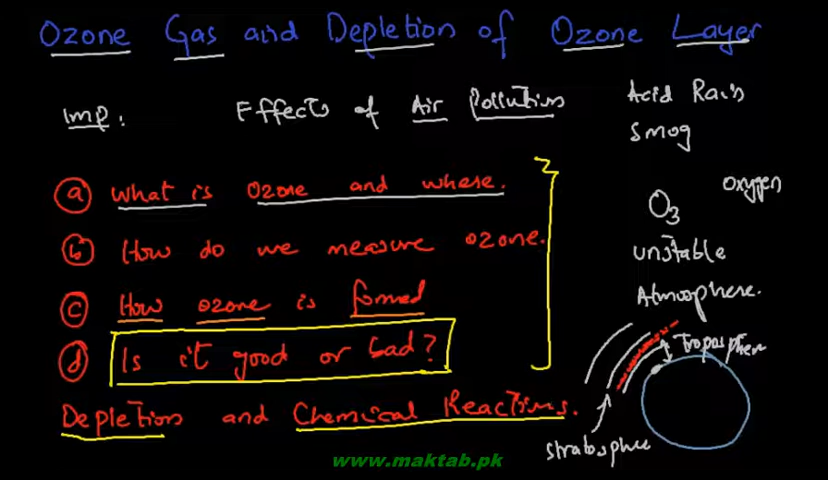 Ozone Gas and Depletion of Ozone Layer
Imp: Effects of Air Pollution
Acid Rain
Smog
ⓐ What is Ozone and where.
ⓑ How do we measure ozone.
ⓒ How ozone is formed
ⓓ Is it good or bad?
Depletion and Chemical Reactions.
Oxygen
O₃
unstable
Atmosphere.
Troposphere
Stratosphere
www.maktab.pk